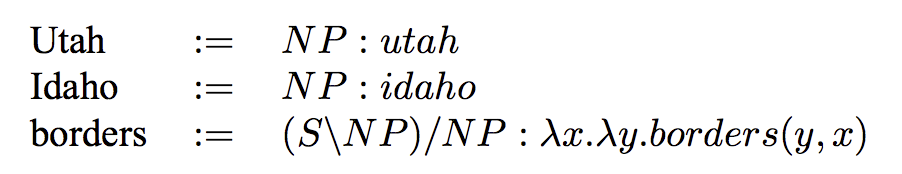 Utah := NP : utah
Idaho := NP : idaho
borders := (S\NP)/NP : λx.λy.borders(y, x)